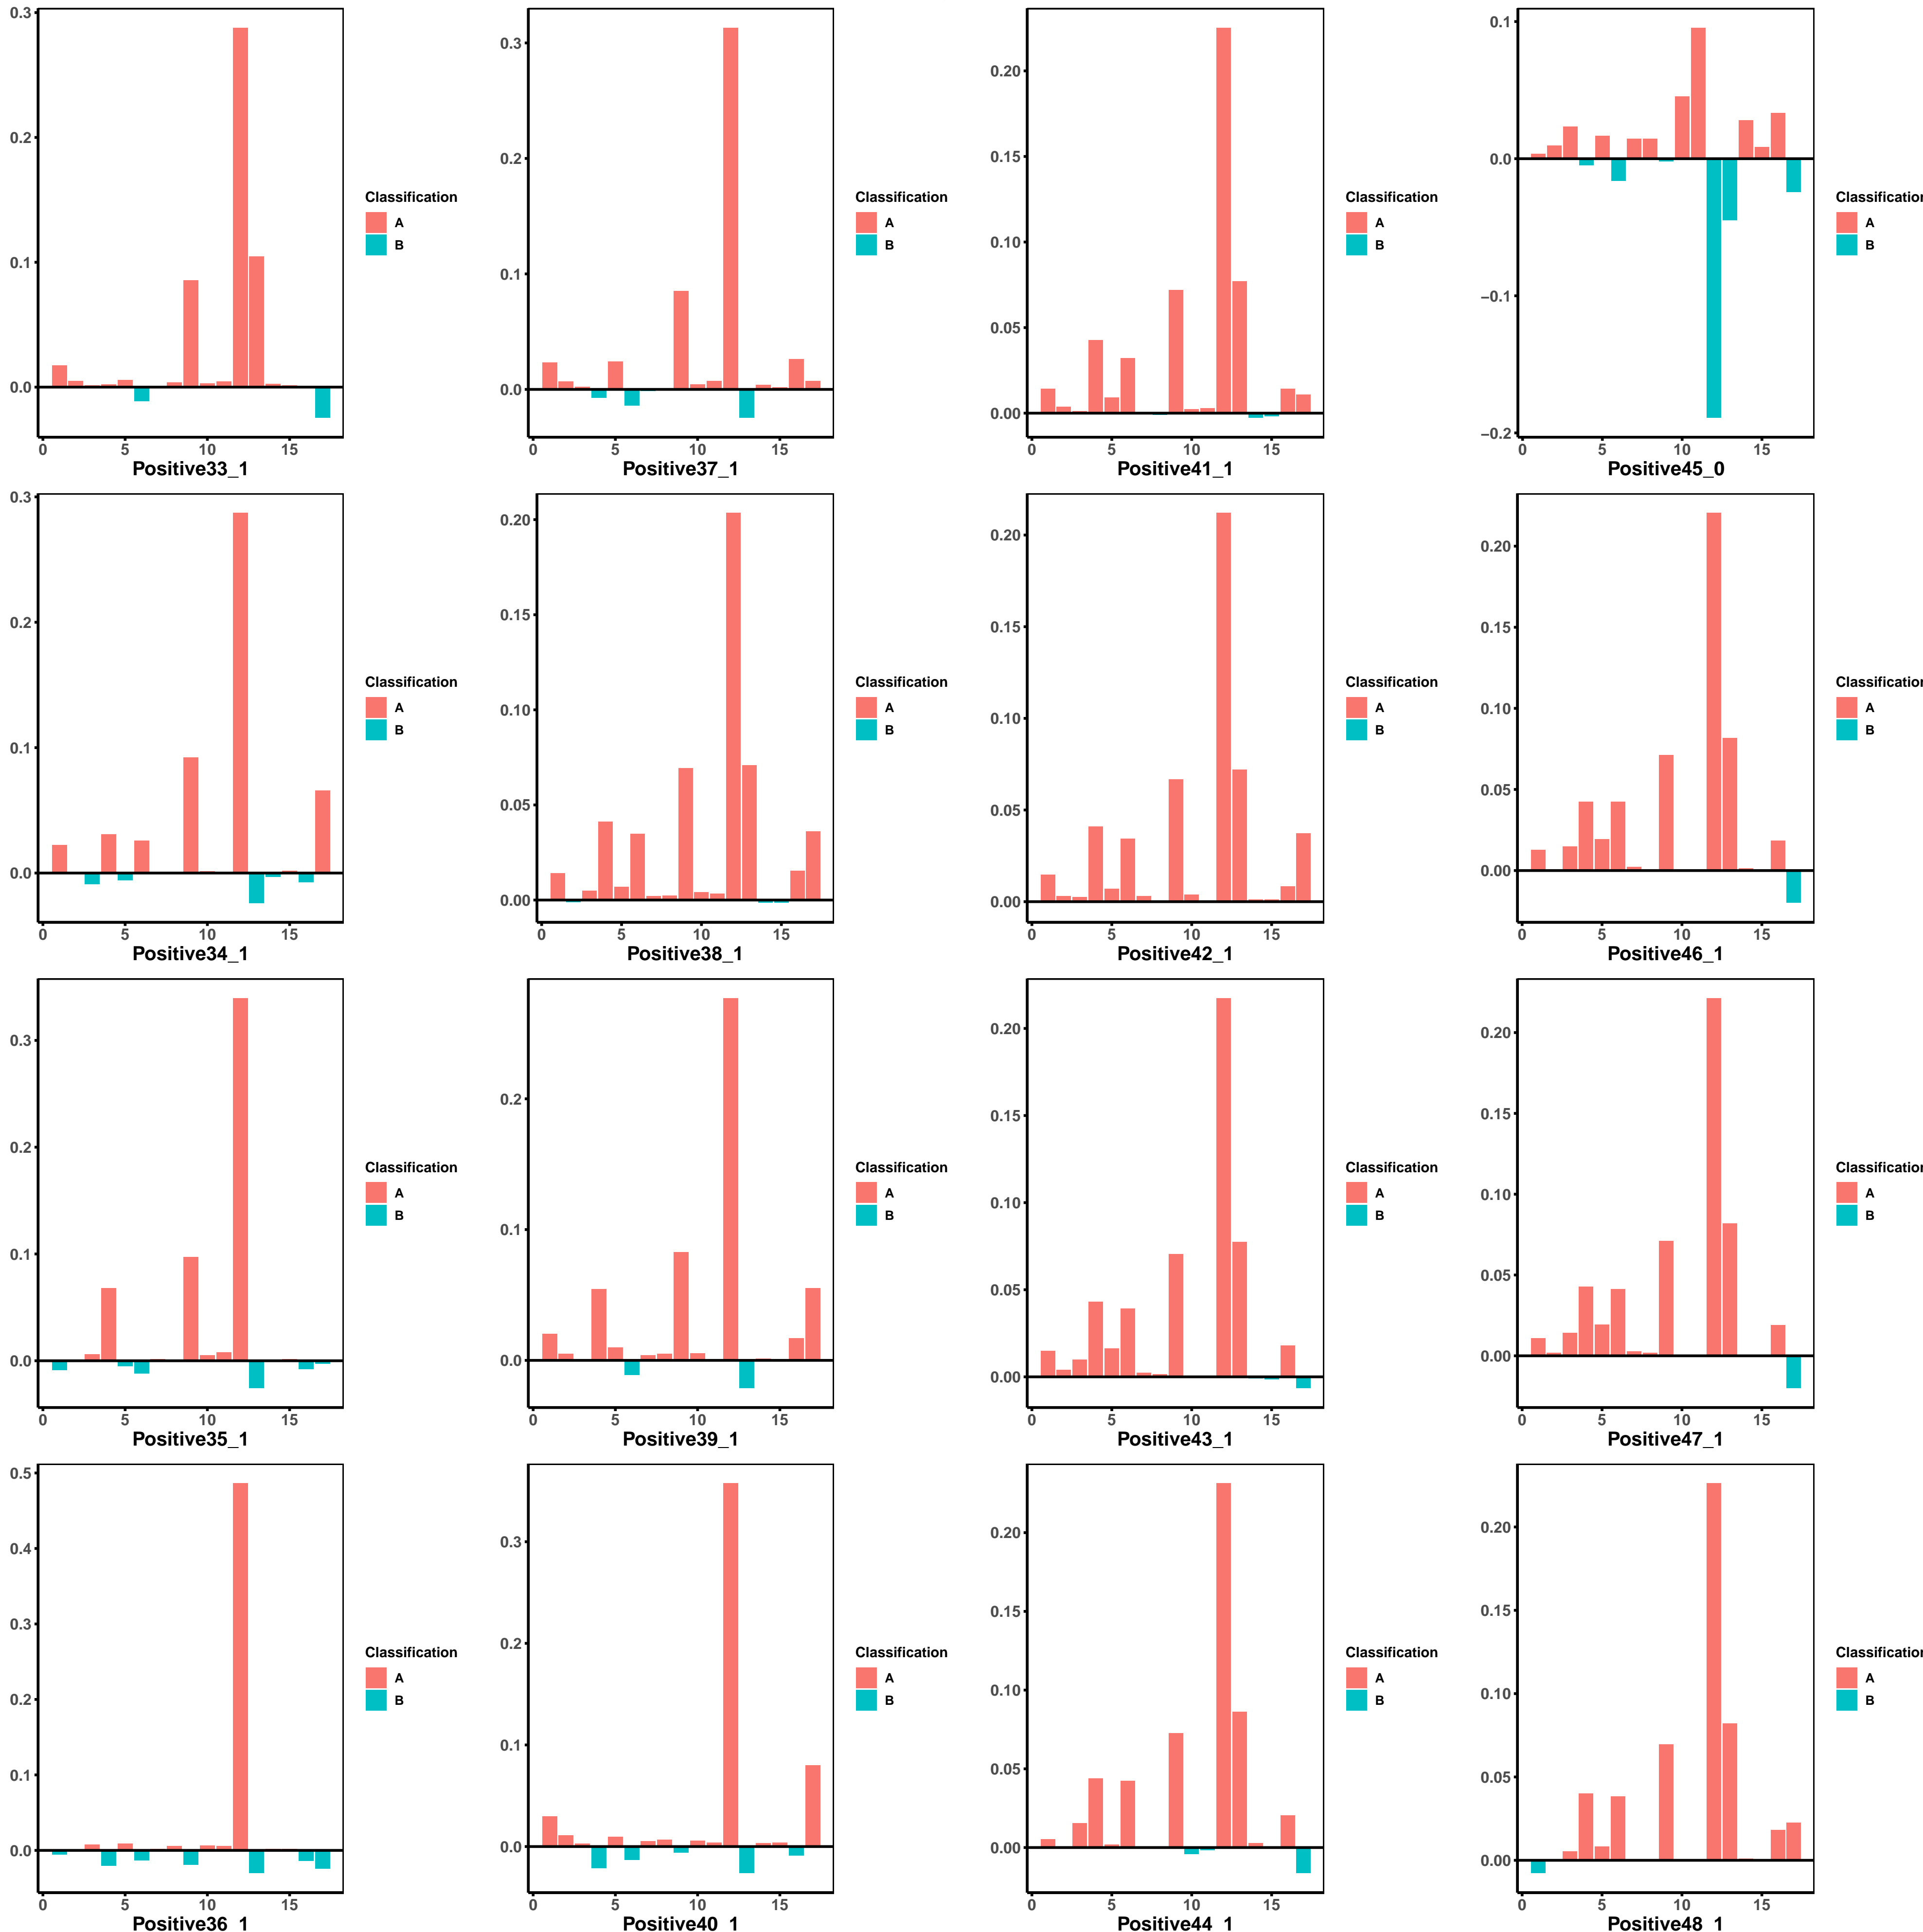 0.3
0.2
0.1
0.0
0 5 10 15
Positive33_1
Classification
A
B
0.3
0.2
0.1
0.0
0 5 10 15
Positive37_1
Classification
A
B
0.20
0.15
0.10
0.05
0.00
0 5 10 15
Positive41_1
Classification
A
B
0.1
0.0
−0.1
−0.2
0 5 10 15
Positive45_0
Classification
A
B
0.3
0.2
0.1
0.0
0 5 10 15
Positive34_1
Classification
A
B
0.20
0.15
0.10
0.05
0.00
0 5 10 15
Positive38_1
Classification
A
B
0.20
0.15
0.10
0.05
0.00
0 5 10 15
Positive42_1
Classification
A
B
0.20
0.15
0.10
0.05
0.00
0 5 10 15
Positive46_1
Classification
A
B
0.3
0.2
0.1
0.0
0 5 10 15
Positive35_1
Classification
A
B
0.2
0.1
0.0
0 5 10 15
Positive39_1
Classification
A
B
0.20
0.15
0.10
0.05
0.00
0 5 10 15
Positive43_1
Classification
A
B
0.20
0.15
0.10
0.05
0.00
0 5 10 15
Positive47_1
Classification
A
B
0.5
0.4
0.3
0.2
0.1
0.0
0 5 10 15
Positive36_1
Classification
A
B
0.3
0.2
0.1
0.0
0 5 10 15
Positive40_1
Classification
A
B
0.20
0.15
0.10
0.05
0.00
0 5 10 15
Positive44_1
Classification
A
B
0.20
0.15
0.10
0.05
0.00
0 5 10 15
Positive48_1
Classification
A
B